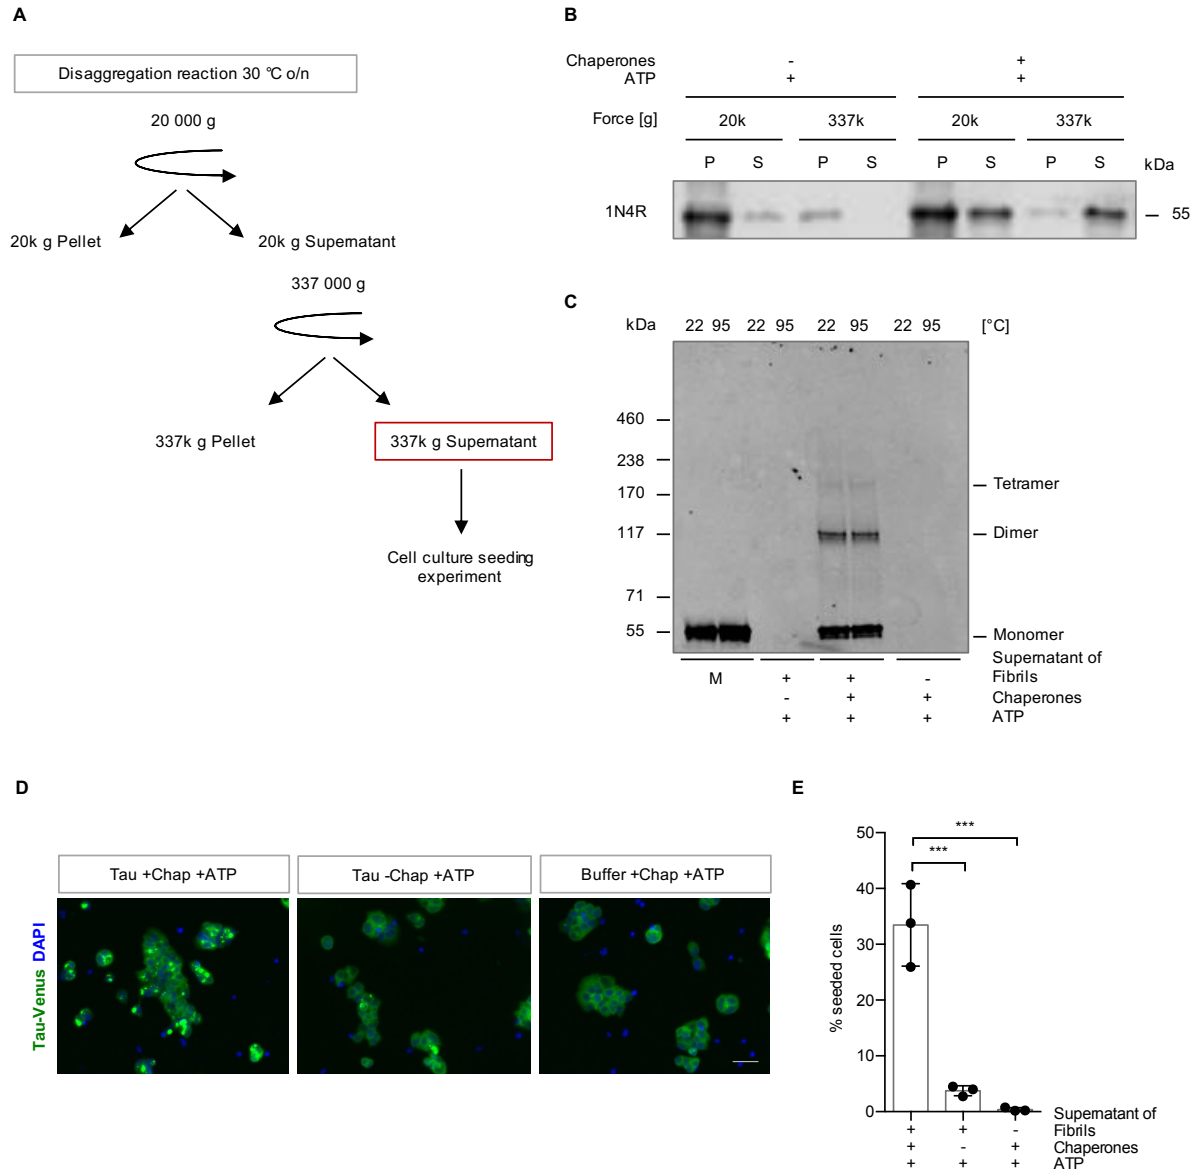 A
Disaggregation reaction 30 °C o/n
20 000 g
20k g Pellet
20k g Supernatant
337 000 g
337k g Pellet
337k g Supernatant
Cell culture seeding
experiment
B
Chaperones - +
ATP + +
Force [g] 20k 337k 20k 337k
P S P S P S P S kDa
1N4R 55
C
kDa 22 95 22 95 22 95 22 95 [°C]
460
238
170
117
71
55
Tetramer
Dimer
Monomer
Supernatant of
M + + - Fibrils
- + + Chaperones
+ + + ATP
D
Tau +Chap +ATP
Tau -Chap +ATP
Buffer +Chap +ATP
Tau-Venus DAPI
E
% seeded cells
50
40
30
20
10
0
***
***
Supernatant of
+ + - Fibrils
+ - + Chaperones
+ + + ATP